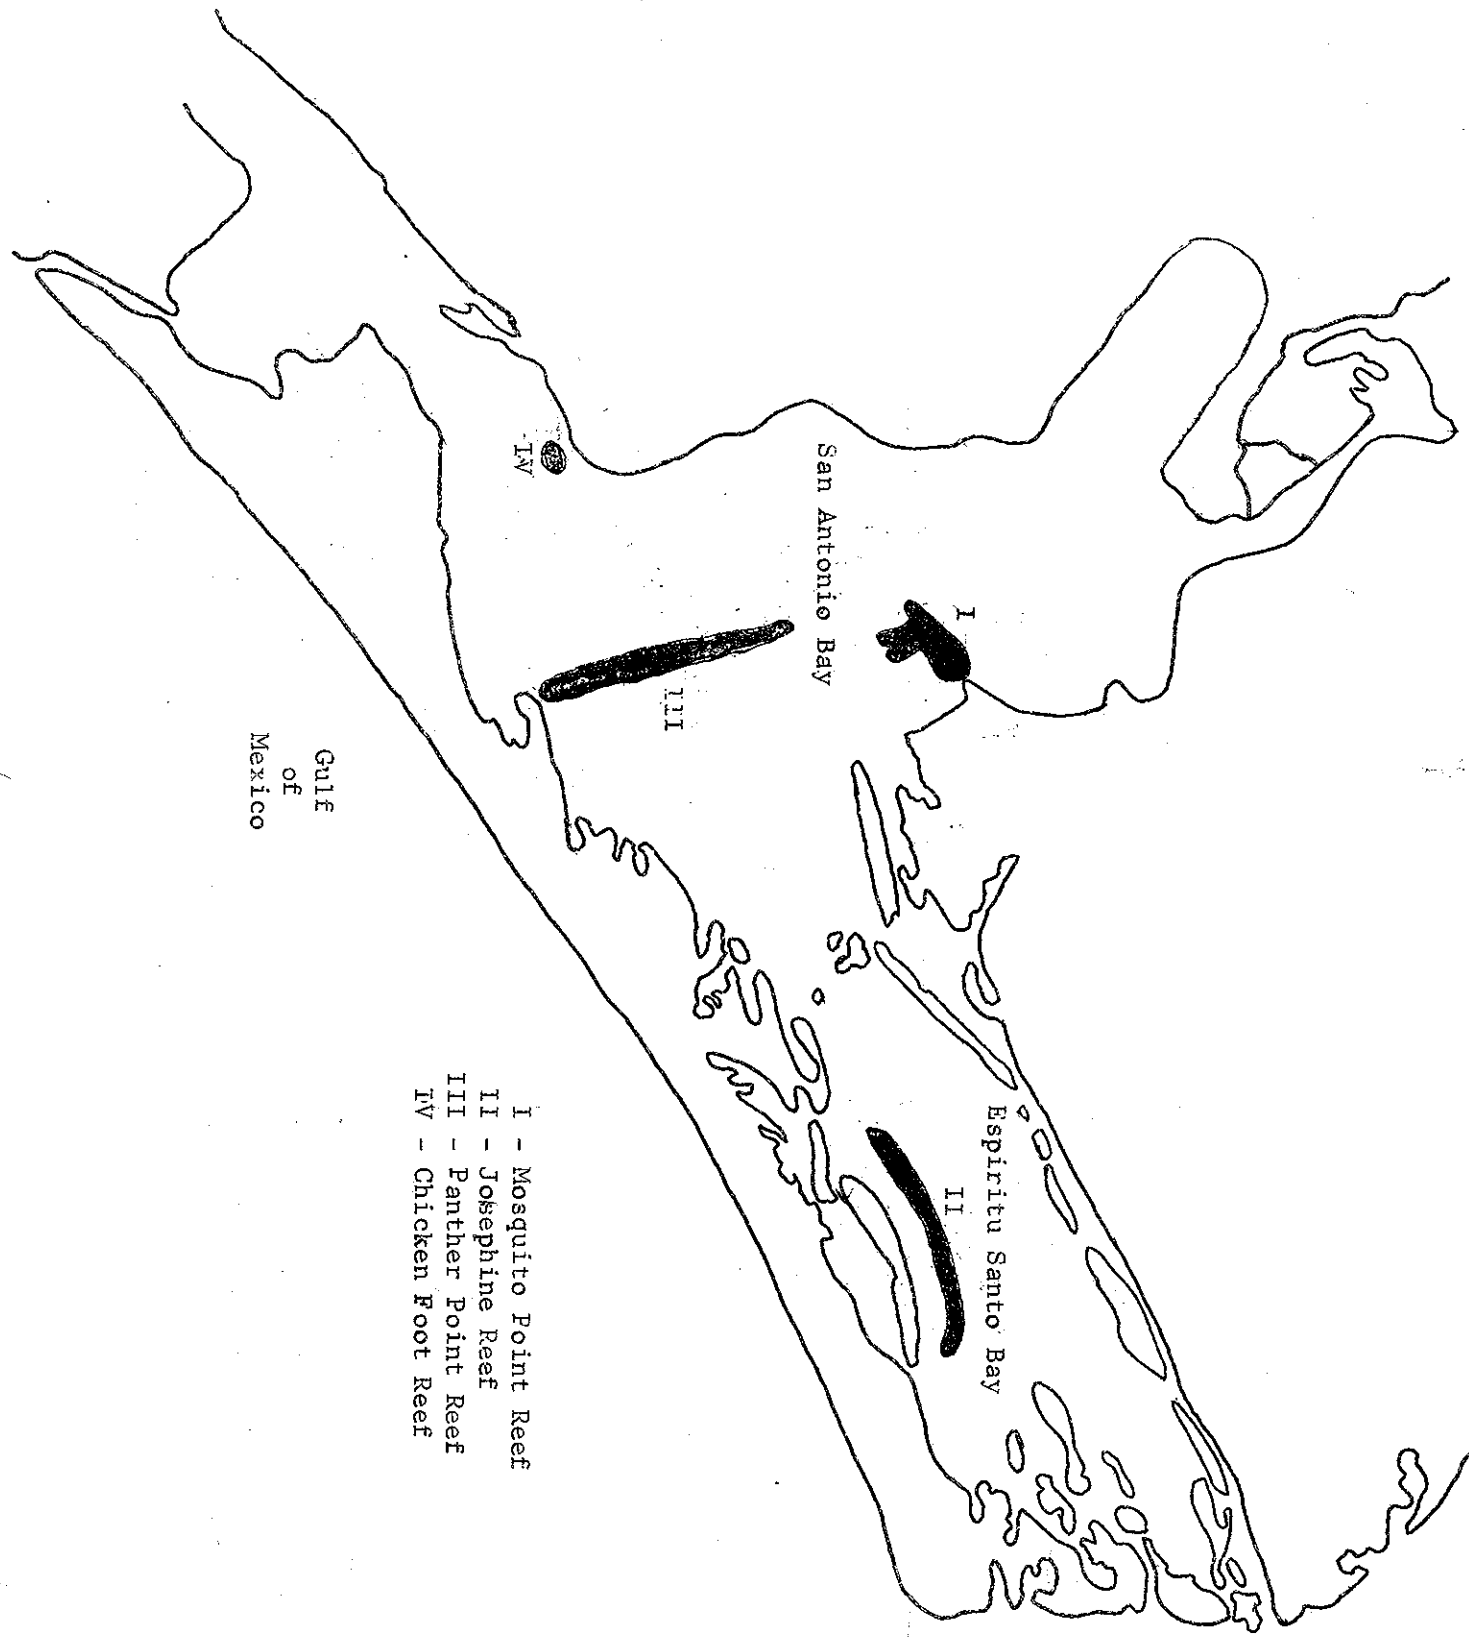 San Antonio Bay
I
III
IV
Espiritu Santo Bay
II
Gulf
of
Mexico
I - Mosquito Point Reef
II - Josephine Reef
III - Panther Point Reef
IV - Chicken Foot Reef